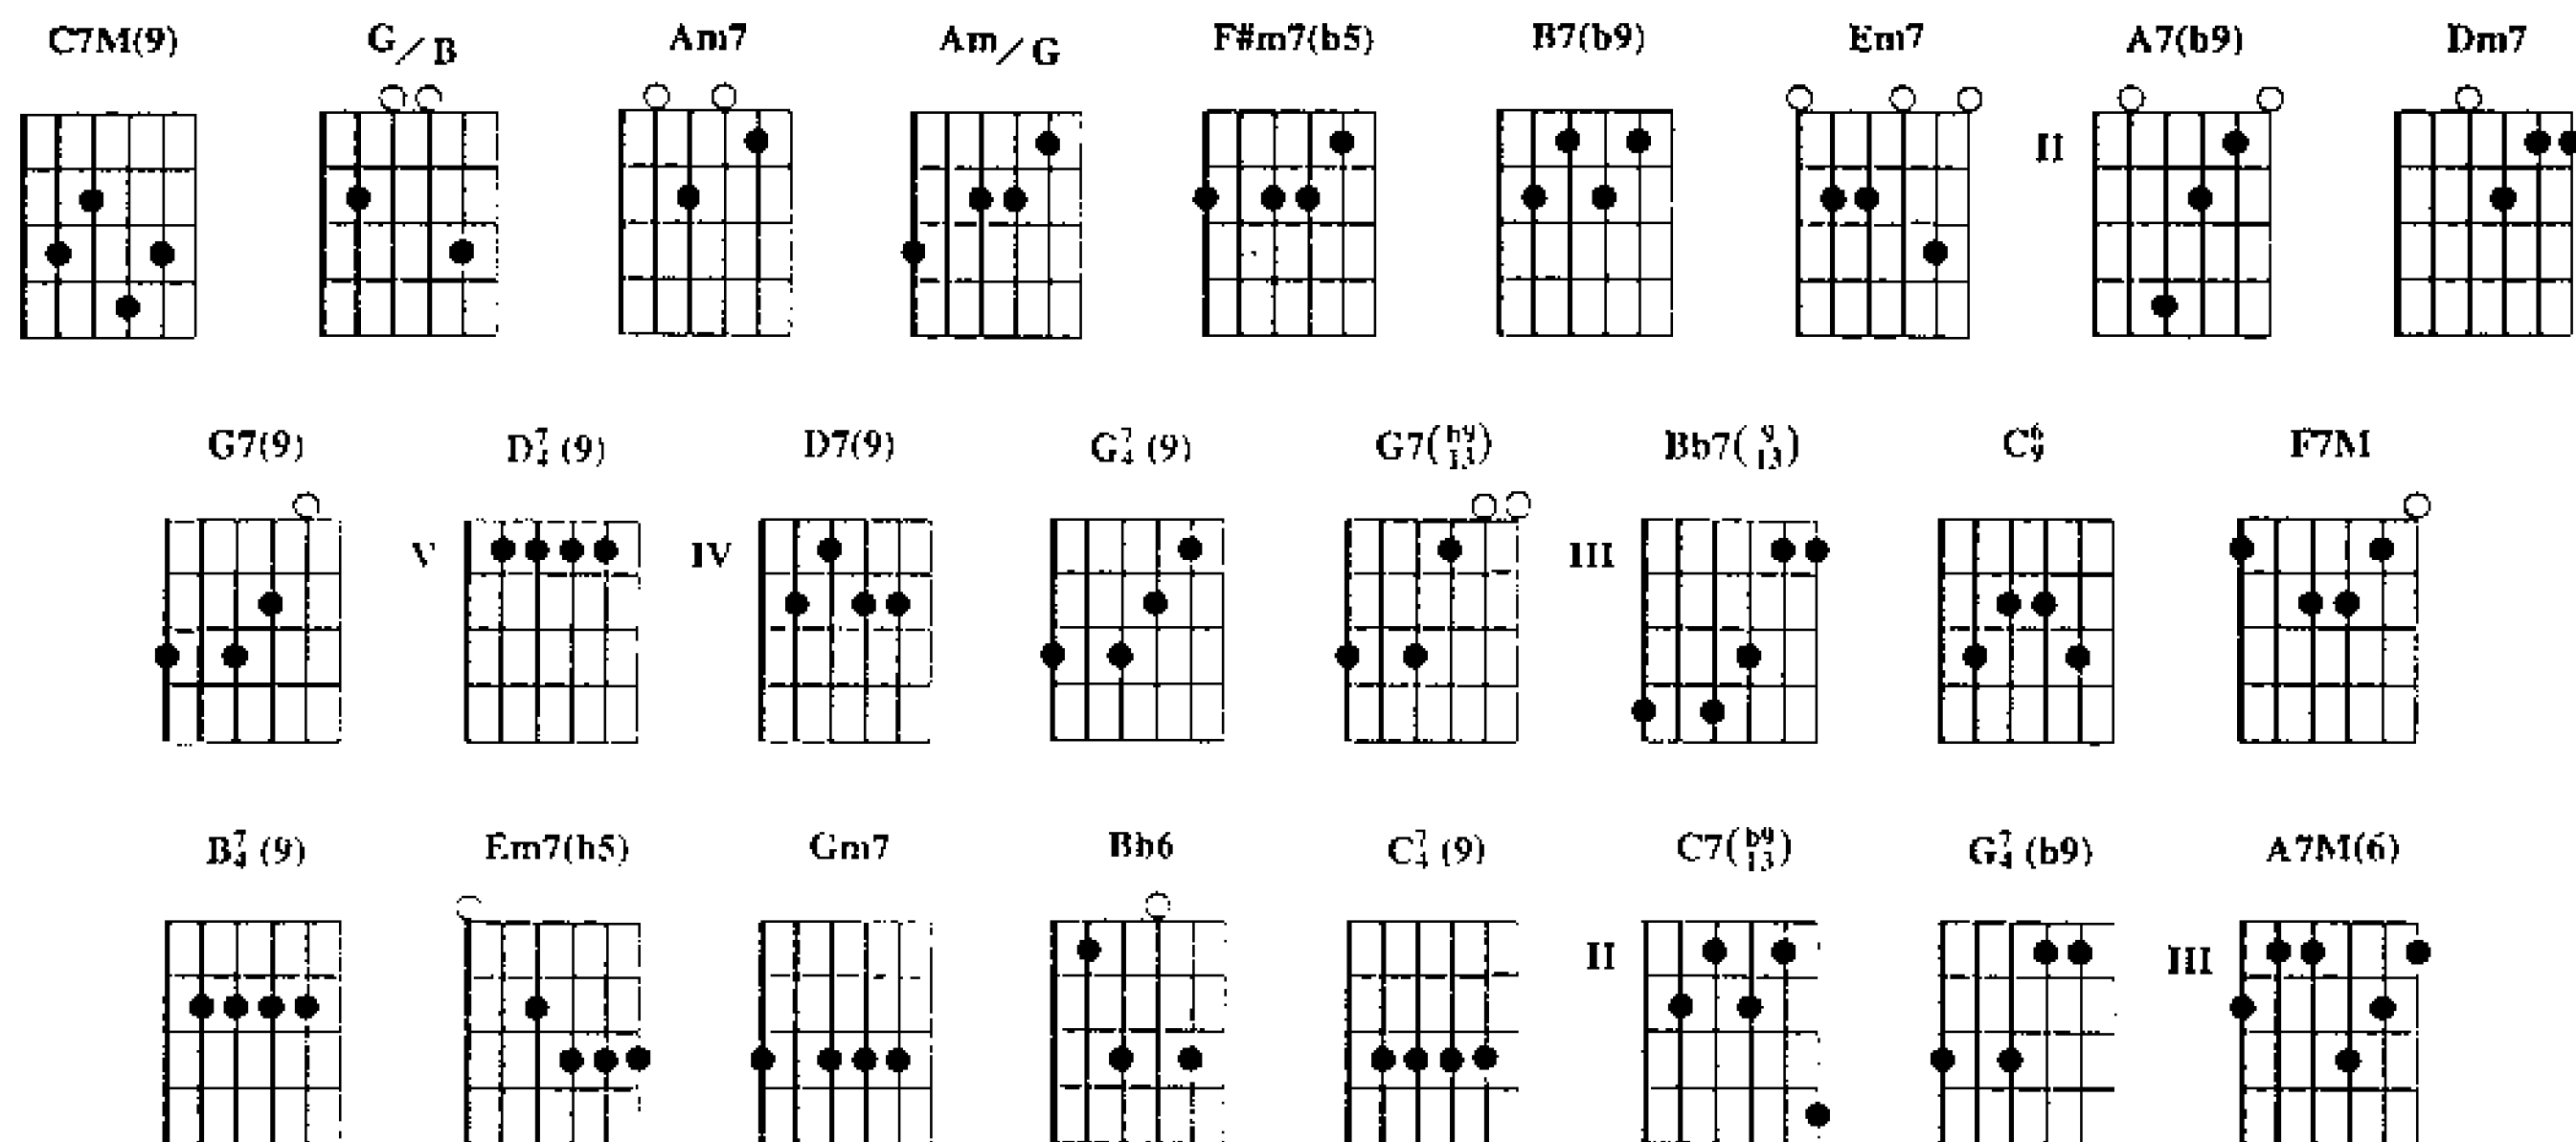 C7M(9) G/B Am7 Am/G F#m7(b5) B7(b9) Em7 A7(b9) Dm7
II
G7(9) D7/4(9) D7(9) G7/4(9) G7(b9/13) Bb7(9/13) C6/9 F7M
V IV III
B7/4(9) Em7(b5) Gm7 Bb6 C7/4(9) C7(b9/13) G7/4(b9) A7M(6)
II III